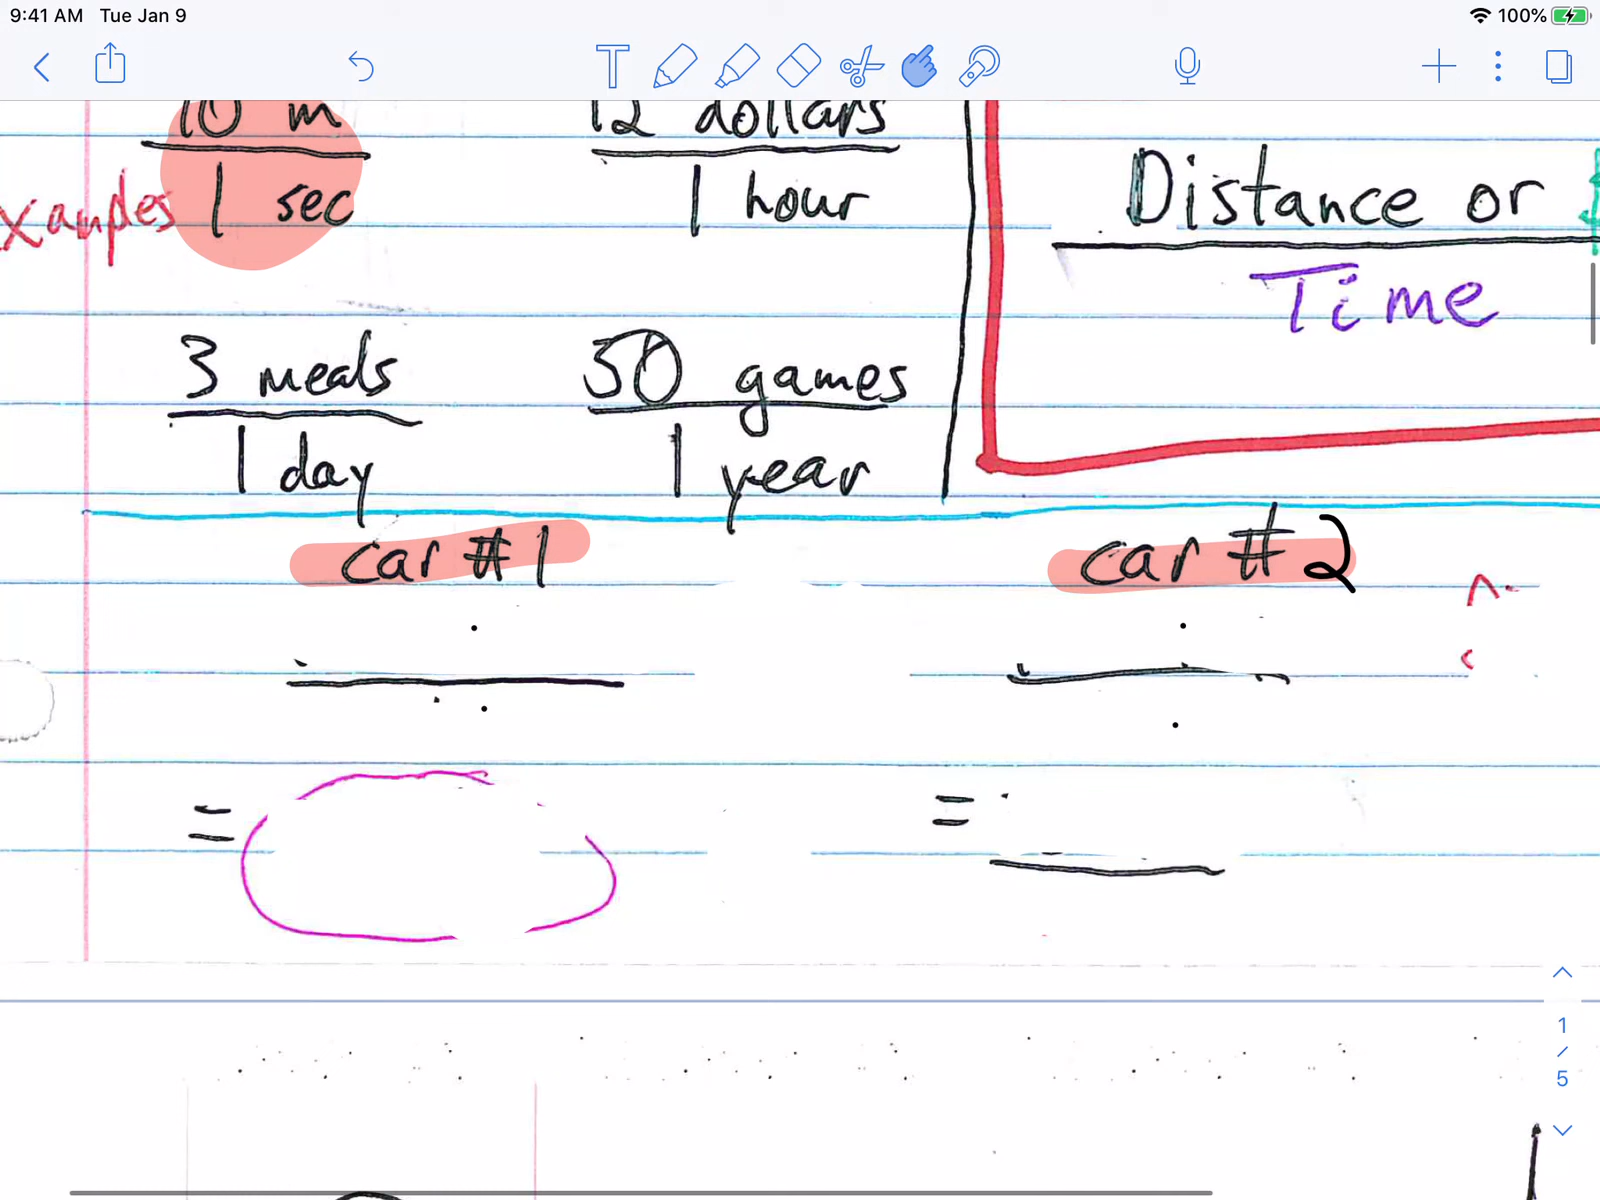 9:41 AM Tue Jan 9 100%
10 m 12 dollars
1 sec 1 hour
xamples
Distance or
Time
3 meals 50 games
1 day 1 year
car #1 car #2
= =
1
/
5